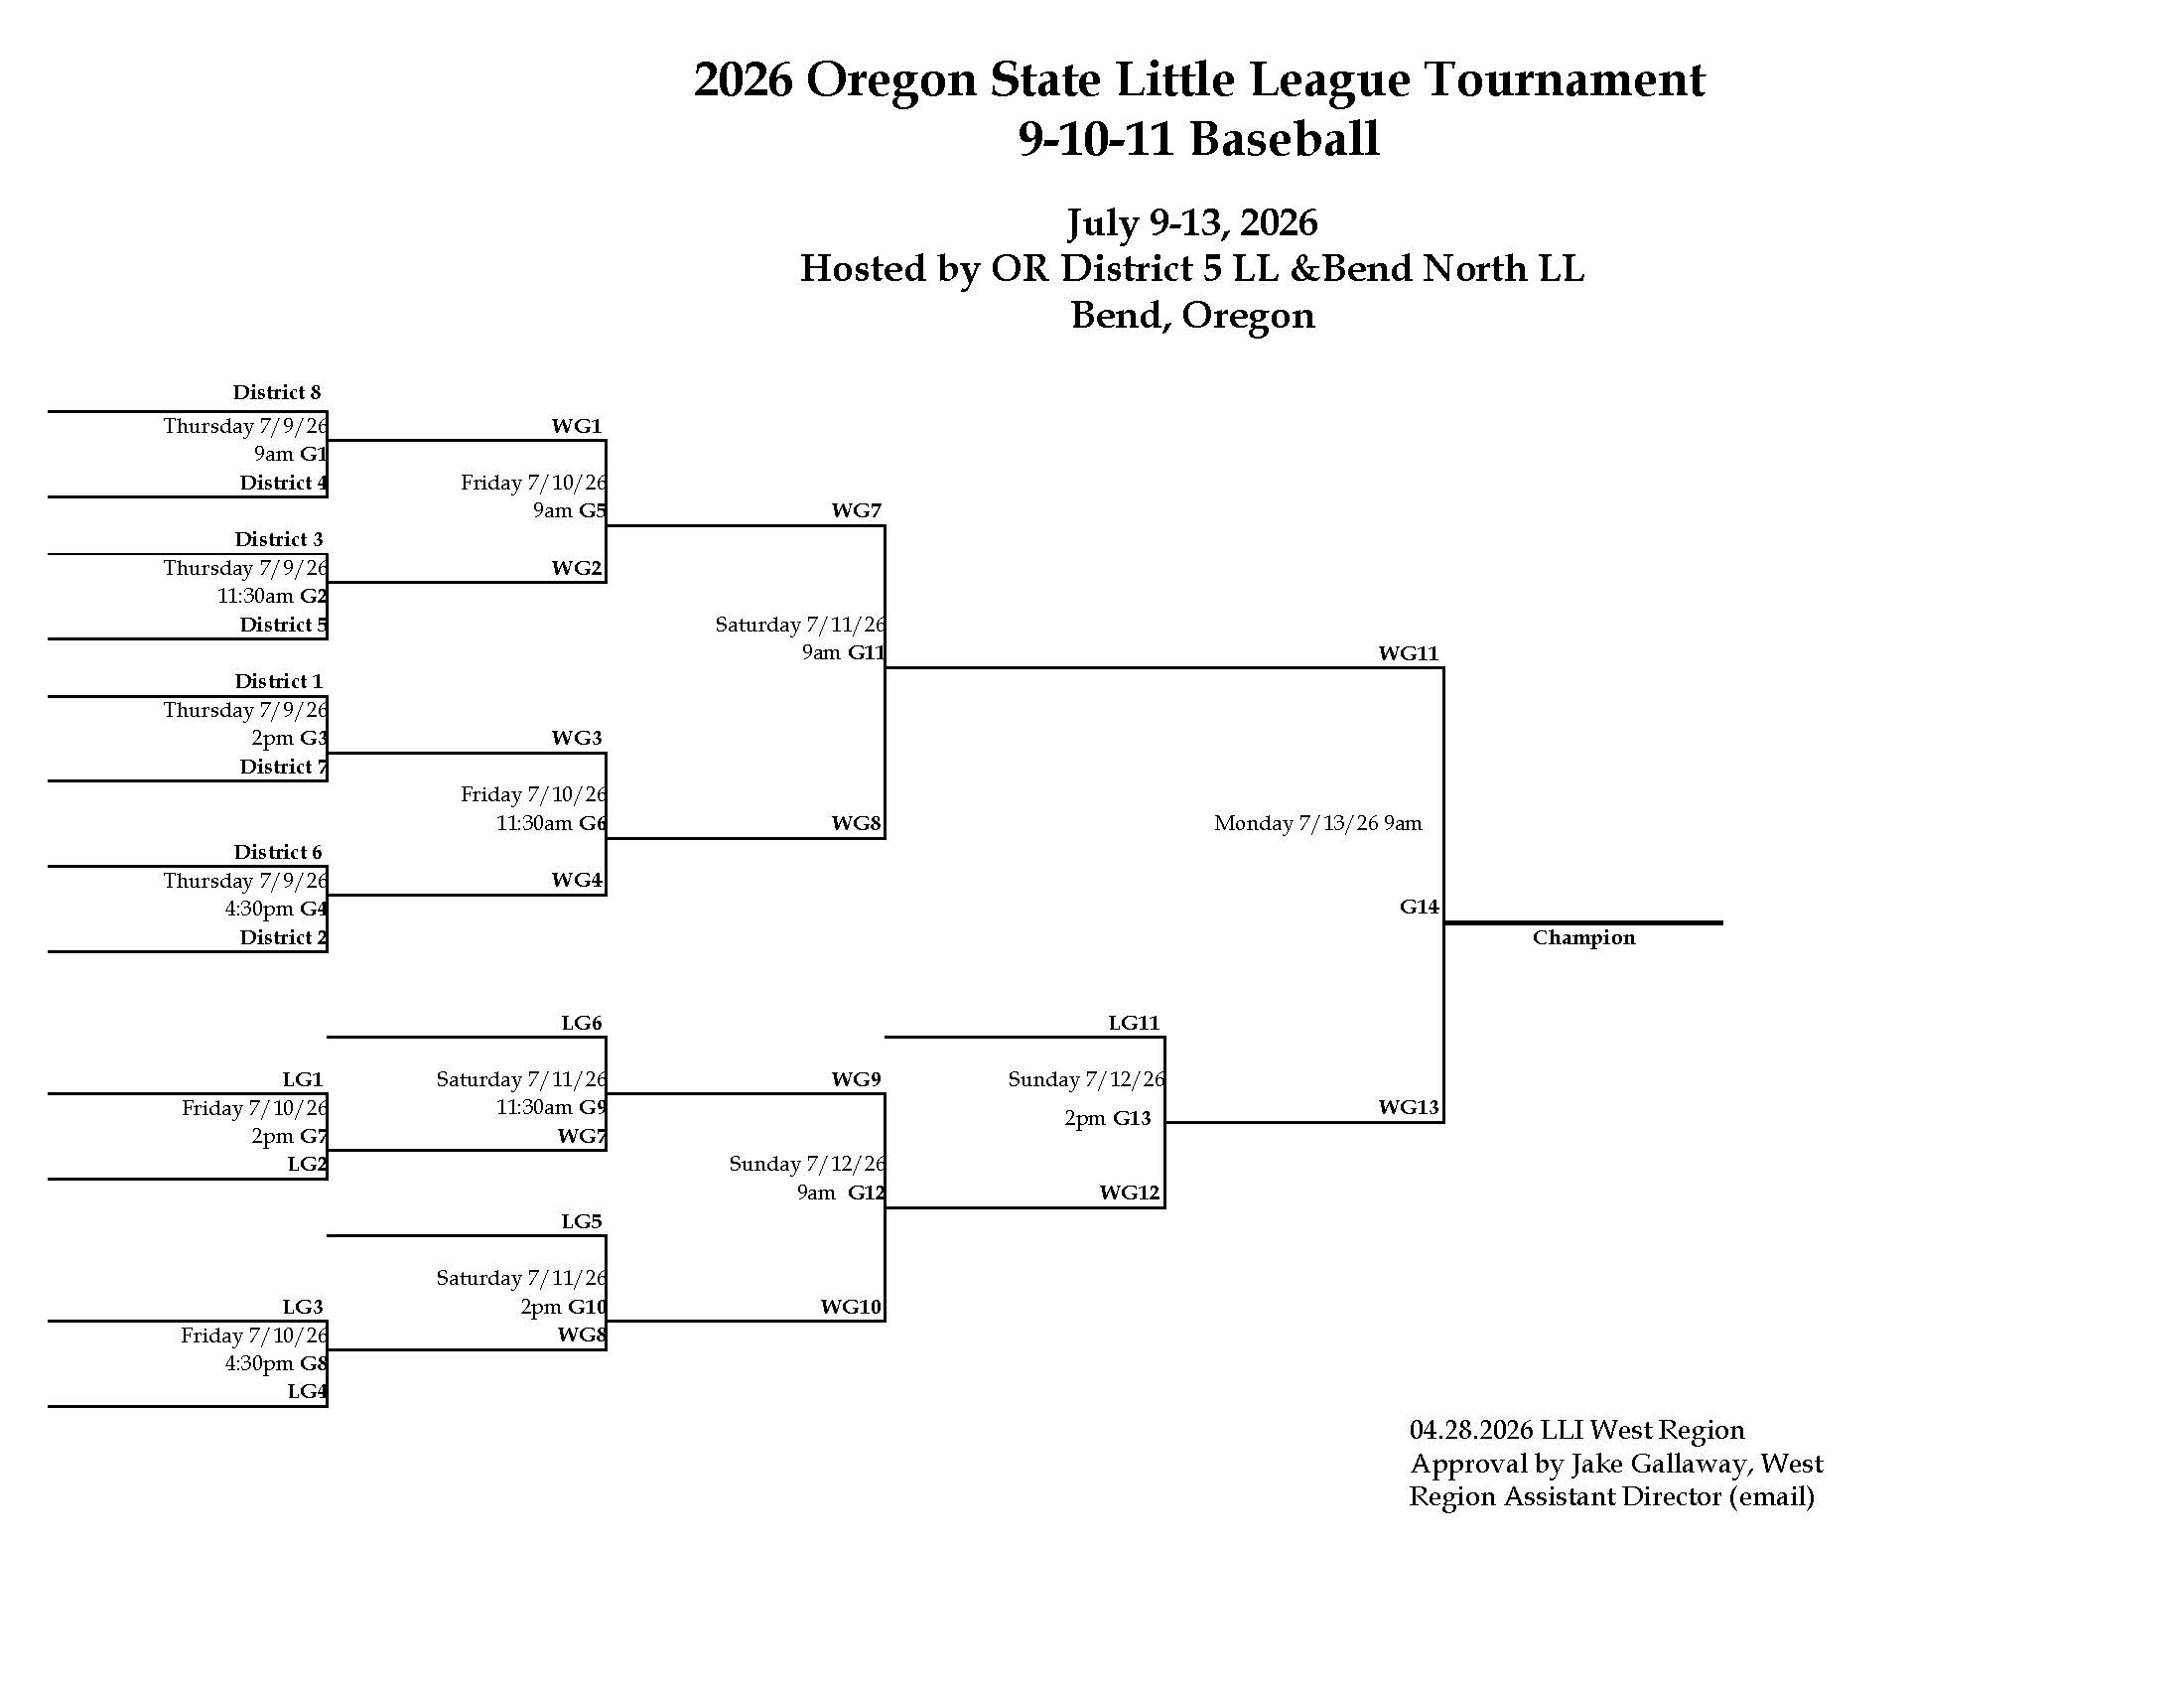 2026 Oregon State Little League Tournament
9-10-11 Baseball
July 9-13, 2026
Hosted by OR District 5 LL &Bend North LL
Bend, Oregon
District 8
Thursday 7/9/26
9am G1
District 4
District 3
Thursday 7/9/26
11:30am G2
District 5
District 1
Thursday 7/9/26
2pm G3
District 7
District 6
Thursday 7/9/26
4:30pm G4
District 2
WG1
Friday 7/10/26
9am G5
WG2
WG3
Friday 7/10/26
11:30am G6
WG4
WG7
Saturday 7/11/26
9am G11
WG8
WG11
Monday 7/13/26 9am
G14
Champion
LG1
Friday 7/10/26
2pm G7
LG2
LG3
Friday 7/10/26
4:30pm G8
LG4
LG6
Saturday 7/11/26
11:30am G9
WG7
LG5
Saturday 7/11/26
2pm G10
WG8
WG9
Sunday 7/12/26
9am G12
WG10
LG11
Sunday 7/12/26
2pm G13
WG12
WG13
04.28.2026 LLI West Region
Approval by Jake Gallaway, West
Region Assistant Director (email)